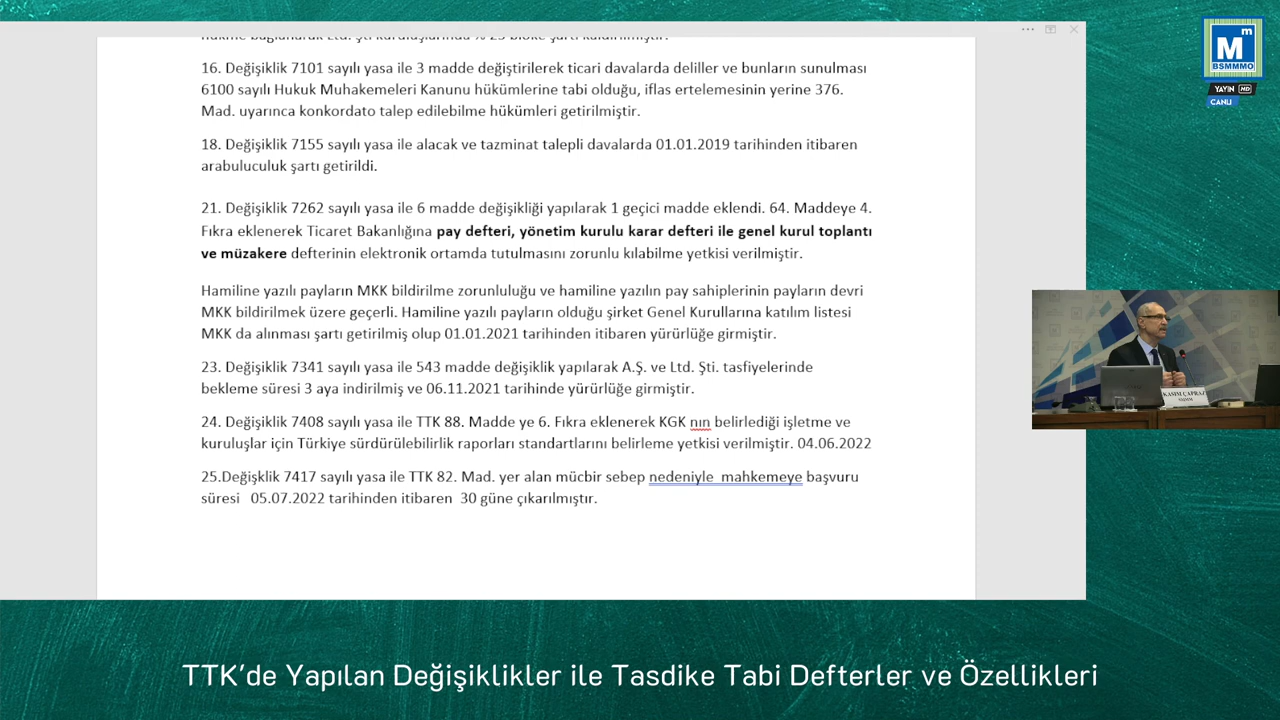 16. Değişiklik 7101 sayılı yasa ile 3 madde değiştirilerek ticari davalarda deliller ve bunların sunulması
6100 sayılı Hukuk Muhakemeleri Kanunu hükümlerine tabi olduğu, iflas ertelemesinin yerine 376.
Mad. uyarınca konkordato talep edilebilme hükümleri getirilmiştir.
18. Değişiklik 7155 sayılı yasa ile alacak ve tazminat talepli davalarda 01.01.2019 tarihinden itibaren
arabuluculuk şartı getirildi.
21. Değişiklik 7262 sayılı yasa ile 6 madde değişikliği yapılarak 1 geçici madde eklendi. 64. Maddeye 4.
Fıkra eklenerek Ticaret Bakanlığına pay defteri, yönetim kurulu karar defteri ile genel kurul toplantı
ve müzakere defterinin elektronik ortamda tutulmasını zorunlu kılabilme yetkisi verilmiştir.
Hamiline yazılı payların MKK bildirilme zorunluluğu ve hamiline yazılın pay sahiplerinin payların devri
MKK bildirilmek üzere geçerli. Hamiline yazılı payların olduğu şirket Genel Kurullarına katılım listesi
MKK da alınması şartı getirilmiş olup 01.01.2021 tarihinden itibaren yürürlüğe girmiştir.
23. Değişiklik 7341 sayılı yasa ile 543 madde değişiklik yapılarak A.Ş. ve Ltd. Şti. tasfiyelerinde
bekleme süresi 3 aya indirilmiş ve 06.11.2021 tarihinde yürürlüğe girmiştir.
24. Değişiklik 7408 sayılı yasa ile TTK 88. Madde ye 6. Fıkra eklenerek KGK nın belirlediği işletme ve
kuruluşlar için Türkiye sürdürülebilirlik raporları standartlarını belirleme yetkisi verilmiştir. 04.06.2022
25.Değişklik 7417 sayılı yasa ile TTK 82. Mad. yer alan mücbir sebep nedeniyle mahkemeye başvuru
süresi 05.07.2022 tarihinden itibaren 30 güne çıkarılmıştır.
Mm
BSMMMO
YAYIN HD
CANLI
KASIM ÇAPRAZ
TTK'de Yapılan Değişiklikler ile Tasdike Tabi Defterler ve Özellikleri